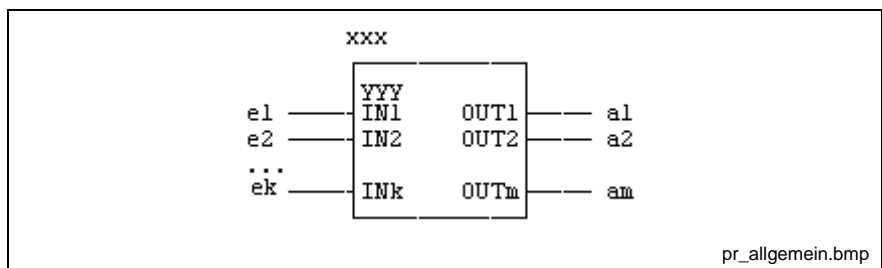 xxx
YYY
e1 IN1 OUT1 a1
e2 IN2 OUT2 a2
...
ek INk OUTm am
pr_allgemein.bmp